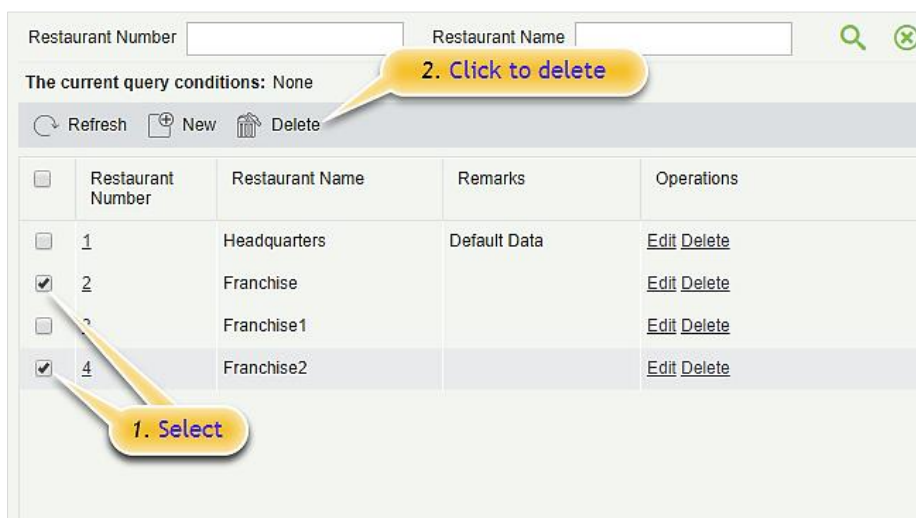 Restaurant Number Restaurant Name
2. Click to delete
The current query conditions: None
Refresh New Delete
Restaurant Number Restaurant Name Remarks Operations
1 Headquarters Default Data Edit Delete
2 Franchise Edit Delete
Franchise1 Edit Delete
4 Franchise2 Edit Delete
1. Select